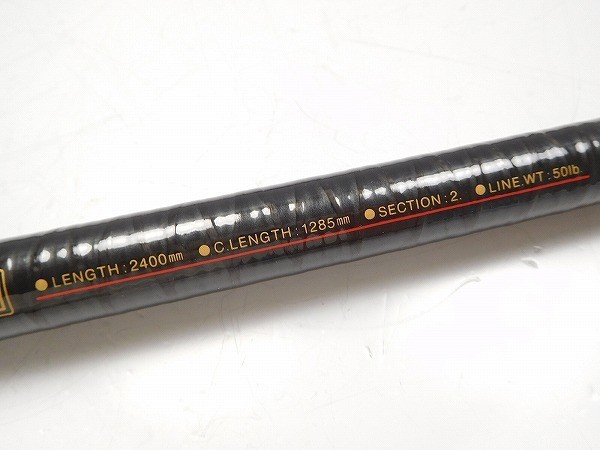 ● LENGTH : 2400mm ● C.LENGTH : 1285mm ● SECTION : 2. ● LINE.WT : 50lb.